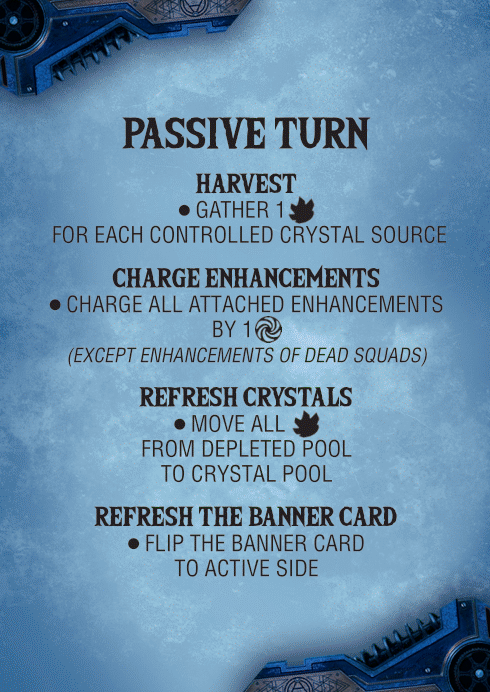 PASSIVE TURN
HARVEST
• GATHER 1
FOR EACH CONTROLLED CRYSTAL SOURCE
CHARGE ENHANCEMENTS
• CHARGE ALL ATTACHED ENHANCEMENTS
BY 1
(EXCEPT ENHANCEMENTS OF DEAD SQUADS)
REFRESH CRYSTALS
• MOVE ALL
FROM DEPLETED POOL
TO CRYSTAL POOL
REFRESH THE BANNER CARD
• FLIP THE BANNER CARD
TO ACTIVE SIDE